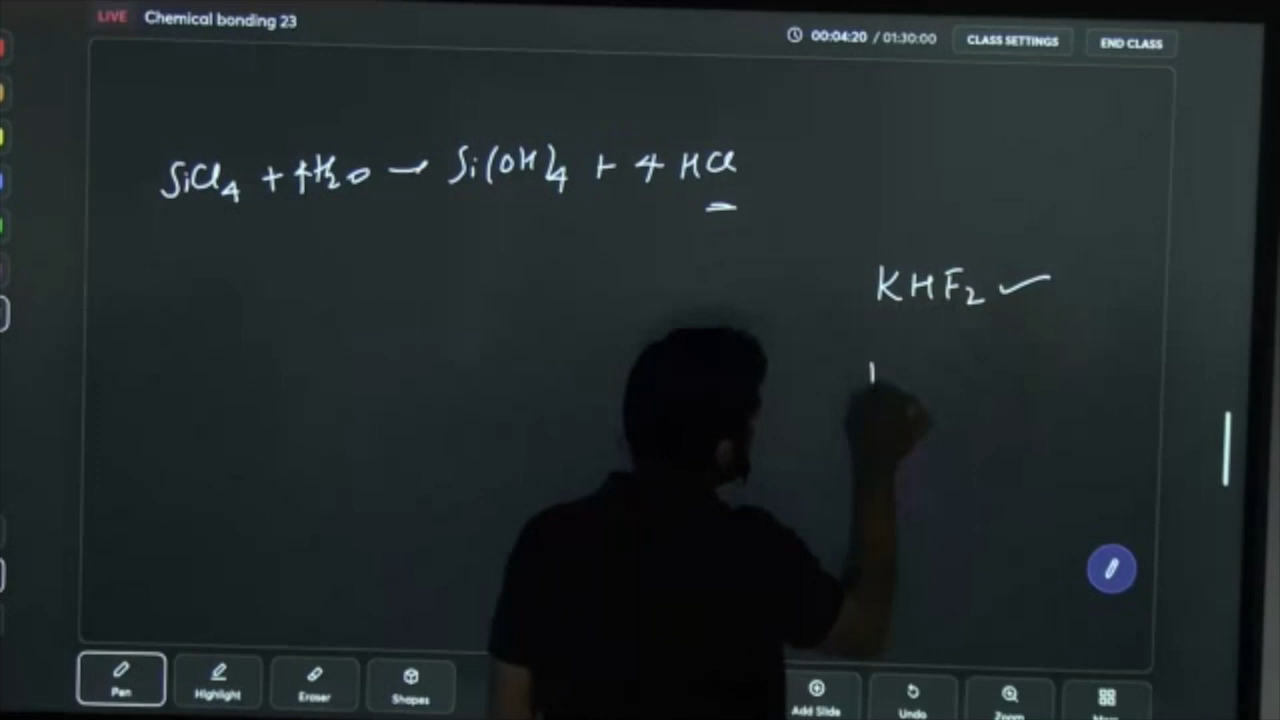 LIVE Chemical bonding 23
00:04:20 / 01:30:00 CLASS SETTINGS END CLASS
SiCl4 + 4H2O → Si(OH)4 + 4HCl
KHF2 ✓
Pen Highlight Eraser Shapes Add Slide Undo Zoom